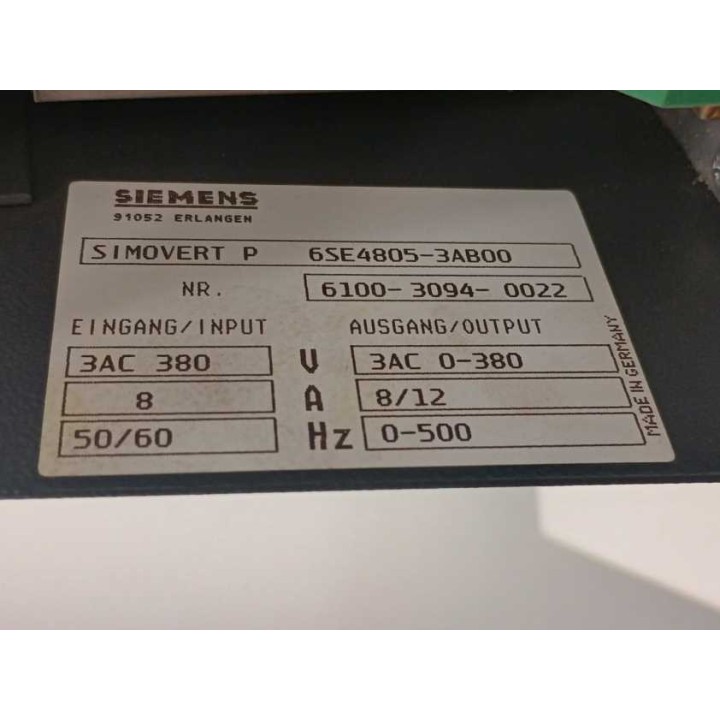 SIEMENS
91052 ERLANGEN
SIMOVERT P 6SE4805-3AB00
NR. 6100-3094-0022
EINGANG/INPUT AUSGANG/OUTPUT
3AC 380 V 3AC 0-380
8 A 8/12
50/60 Hz 0-500
MADE IN GERMANY